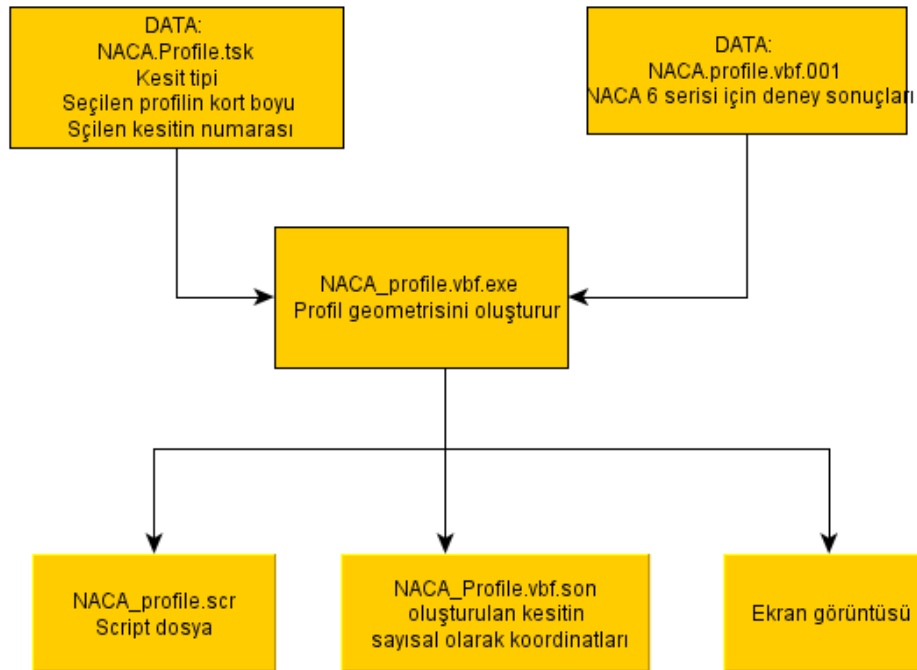 DATA:
NACA.Profile.tsk
Kesit tipi
Seçilen profilin kort boyu
Sçilen kesitin numarası
DATA:
NACA.profile.vbf.001
NACA 6 serisi için deney sonuçları
NACA_profile.vbf.exe
Profil geometrisini oluşturur
NACA_profile.scr
Script dosya
NACA_Profile.vbf.son
oluşturulan kesitin
sayısal olarak koordinatları
Ekran görüntüsü